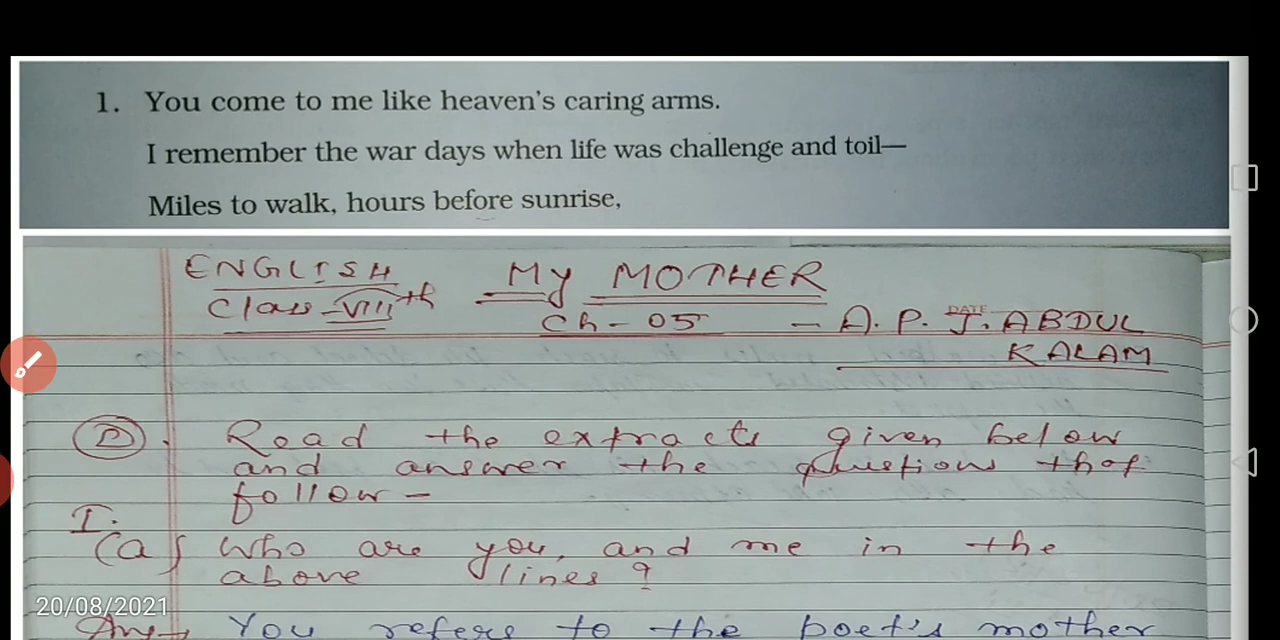 1. You come to me like heaven's caring arms.
I remember the war days when life was challenge and toil—
Miles to walk, hours before sunrise,
ENGLISH MY MOTHER
Class-VIIIth Ch-05 - A. P. J. ABDUL
DATE
KALAM
(D). Read the extracts given below
and answer the questions that
follow -
I.
(a) Who are you, and me in the
above lines?
20/08/2021
Ans→ You refers to the poet's mother